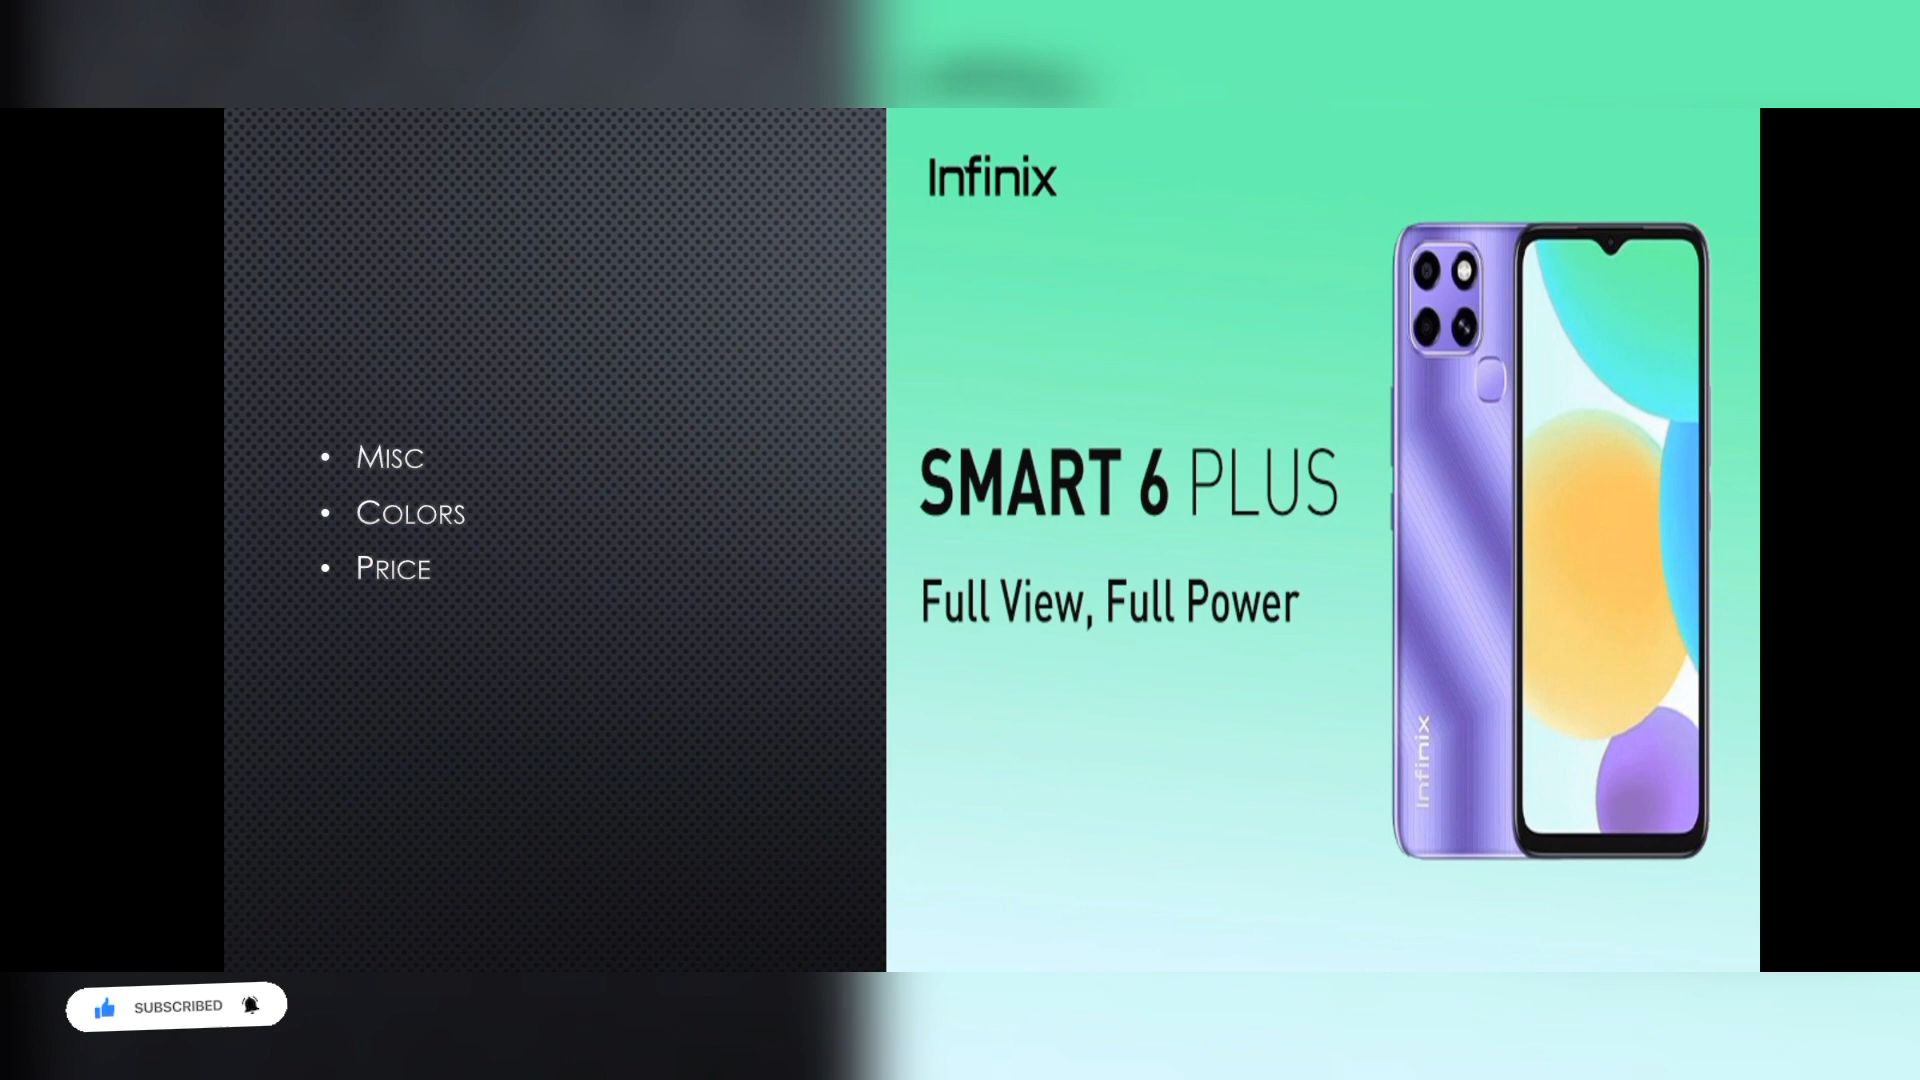 • Misc
• Colors
• Price
Infinix
SMART 6 PLUS
Full View, Full Power
Infinix
SUBSCRIBED